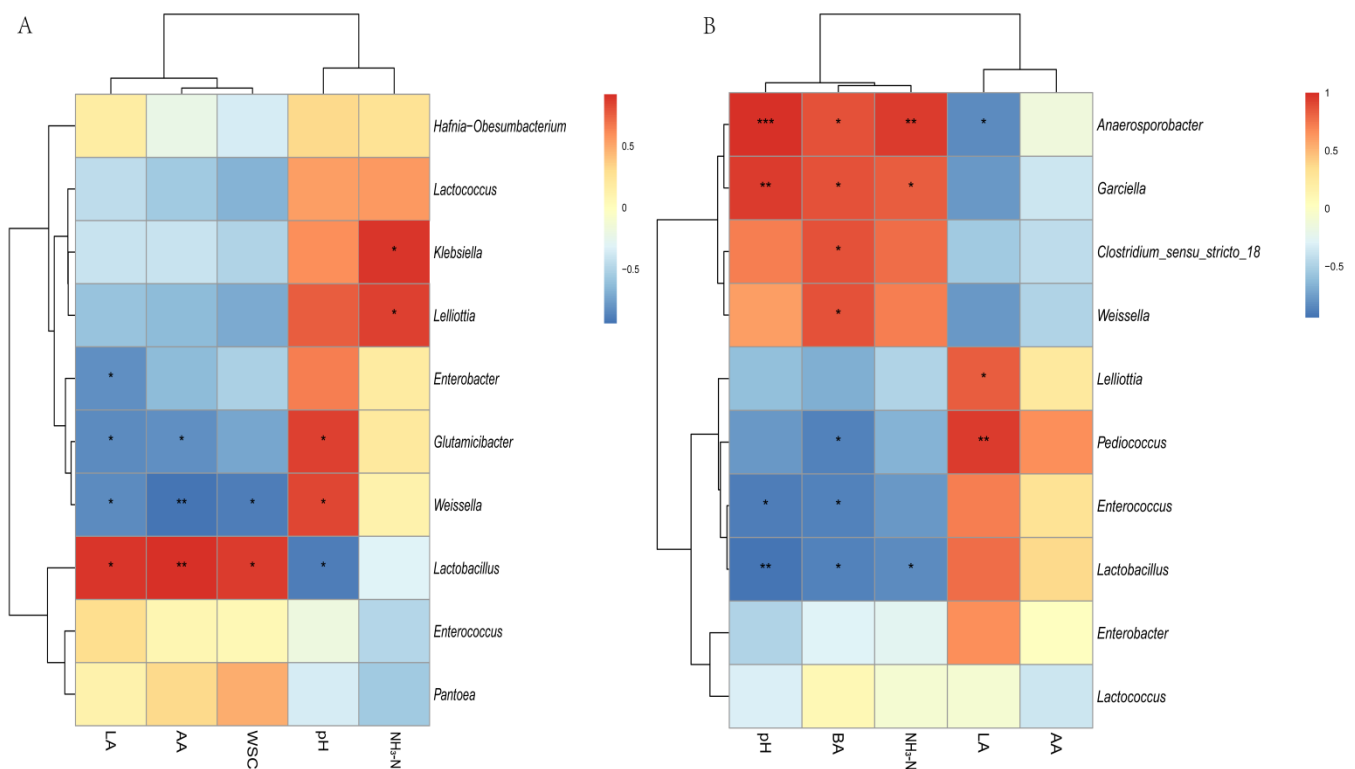 A
Hafnia-Obesumbacterium
Lactococcus
Klebsiella
*
Lelliottia
*
Enterobacter
*
Glutamicibacter
* * *
Weissella
* ** * *
Lactobacillus
* ** * *
Enterococcus
Pantoea
LA AA WSC pH NH₃-N
0.5
0
−0.5
B
Anaerosporobacter
*** * ** *
Garciella
** * *
Clostridium_sensu_stricto_18
*
Weissella
*
Lelliottia
*
Pediococcus
* **
Enterococcus
* *
Lactobacillus
** * *
Enterobacter
Lactococcus
pH BA NH₃-N LA AA
1
0.5
0
−0.5